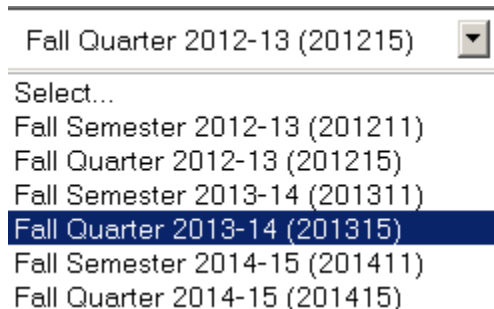 Fall Quarter 2012-13 (201215)
Select...
Fall Semester 2012-13 (201211)
Fall Quarter 2012-13 (201215)
Fall Semester 2013-14 (201311)
Fall Quarter 2013-14 (201315)
Fall Semester 2014-15 (201411)
Fall Quarter 2014-15 (201415)